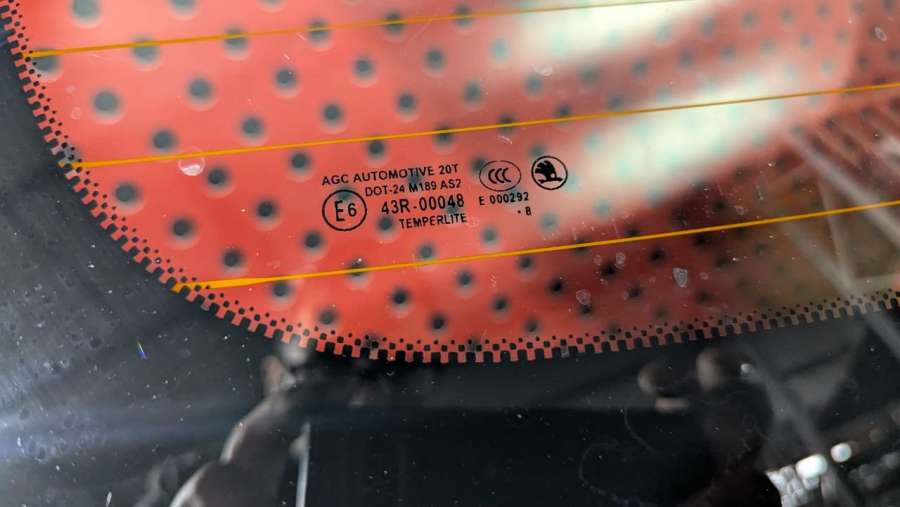 AGC AUTOMOTIVE 20T
DOT-24 M189 AS2
E6 43R-00048
TEMPERLITE
CCC
E 000292
· B